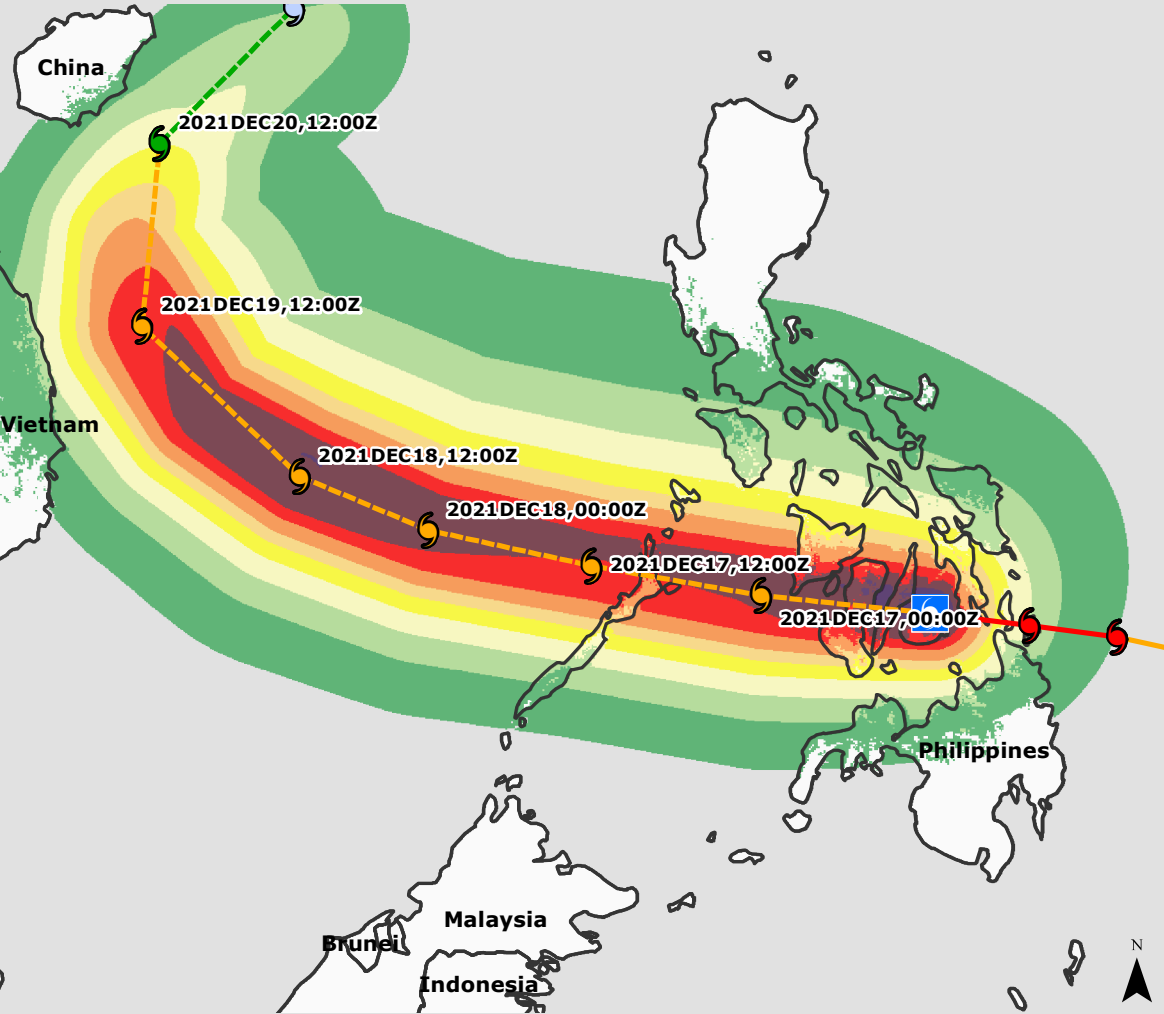 China
2021DEC20,12:00Z
2021DEC19,12:00Z
Vietnam
2021DEC18,12:00Z
2021DEC18,00:00Z
2021DEC17,12:00Z
2021DEC17,00:00Z
Philippines
Malaysia
Brunei
N
Indonesia